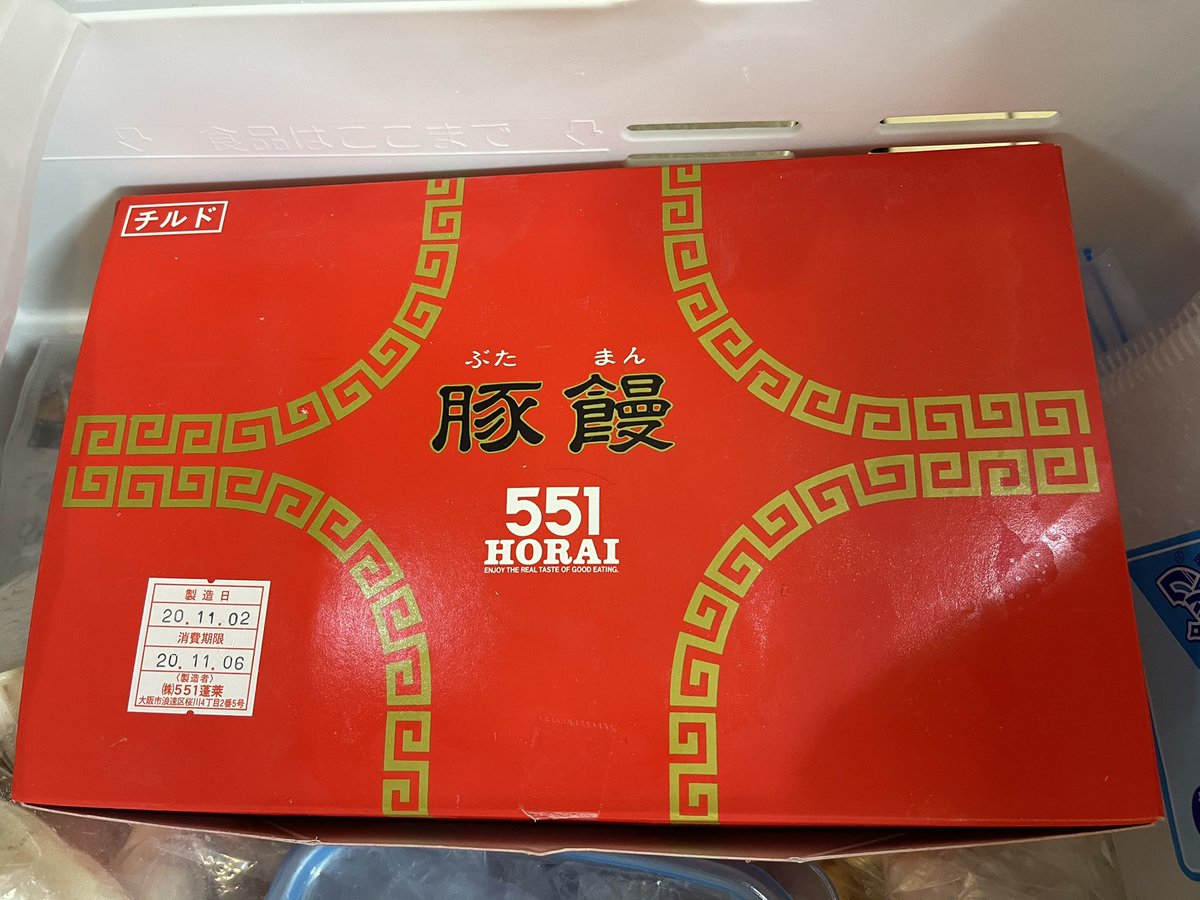 食品はここまで
チルド
ぶた まん
豚饅
551
HORAI
ENJOY THE REAL TASTE OF GOOD EATING.
製造日
20.11.02
消費期限
20.11.06
〈製造者〉
㈱551蓬莱
大阪市浪速区桜川4丁目2番5号